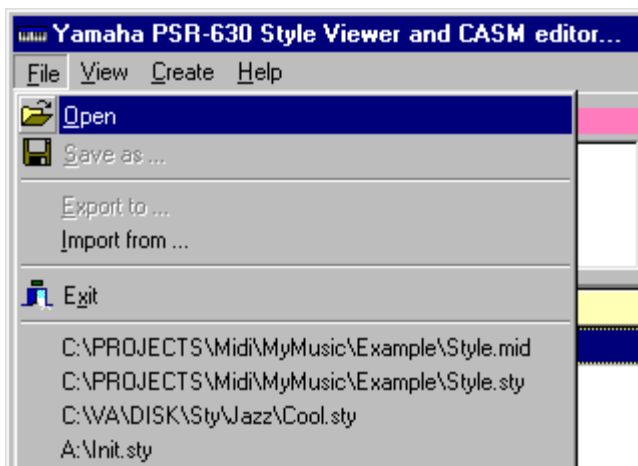 Yamaha PSR-630 Style Viewer and CASM editor...
File View Create Help
Open
Save as ...
Export to ...
Import from ...
Exit
C:\PROJECTS\Midi\MyMusic\Example\Style.mid
C:\PROJECTS\Midi\MyMusic\Example\Style.sty
C:\VA\DISK\Sty\Jazz\Cool.sty
A:\Init.sty